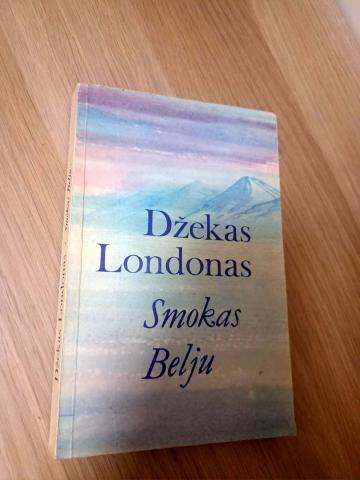 Džekas
Londonas
Smokas
Belju
Džekas Londonas · Smokas Belju